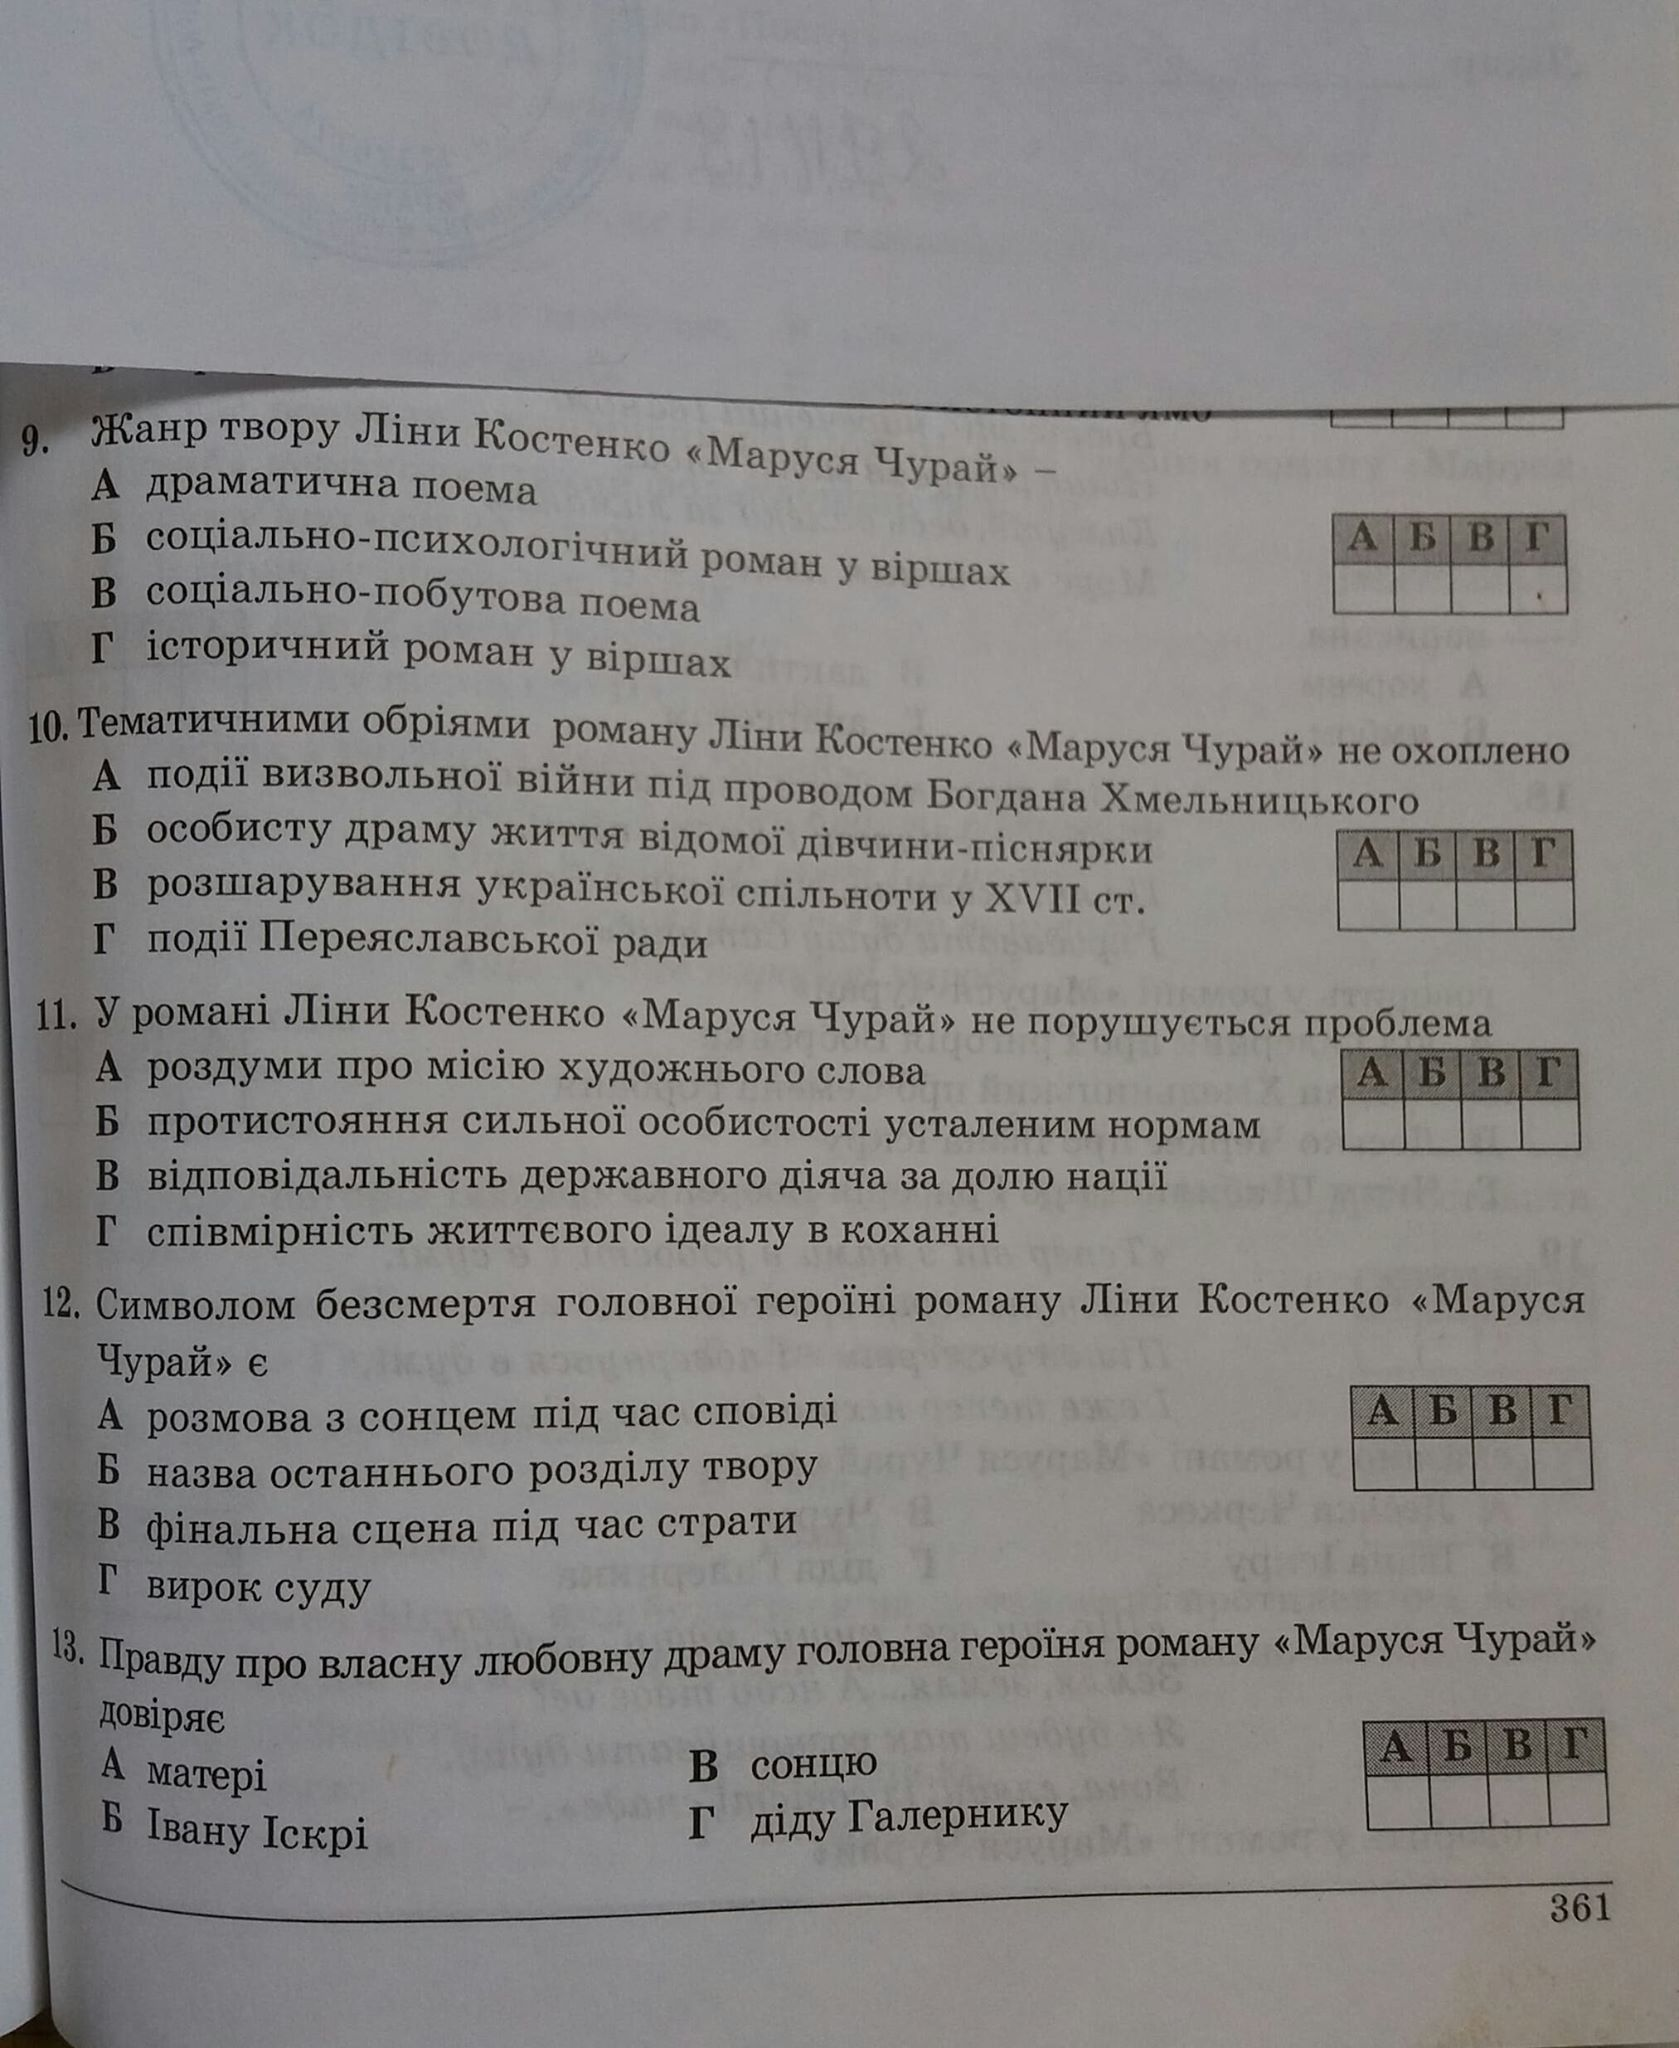 9. Жанр твору Ліни Костенко «Маруся Чурай» –
А драматична поема
Б соціально-психологічний роман у віршах
В соціально-побутова поема
Г історичний роман у віршах
А Б В Г
10. Тематичними обріями роману Ліни Костенко «Маруся Чурай» не охоплено
А події визвольної війни під проводом Богдана Хмельницького
Б особисту драму життя відомої дівчини-піснярки
В розшарування української спільноти у XVII ст.
Г події Переяславської ради
А Б В Г
11. У романі Ліни Костенко «Маруся Чурай» не порушується проблема
А роздуми про місію художнього слова
Б протистояння сильної особистості усталеним нормам
В відповідальність державного діяча за долю нації
Г співмірність життєвого ідеалу в коханні
А Б В Г
12. Символом безсмертя головної героїні роману Ліни Костенко «Маруся
Чурай» є
А розмова з сонцем під час сповіді
Б назва останнього розділу твору
В фінальна сцена під час страти
Г вирок суду
А Б В Г
13. Правду про власну любовну драму головна героїня роману «Маруся Чурай»
довіряє
А матері
Б Івану Іскрі
В сонцю
Г діду Галернику
А Б В Г
361